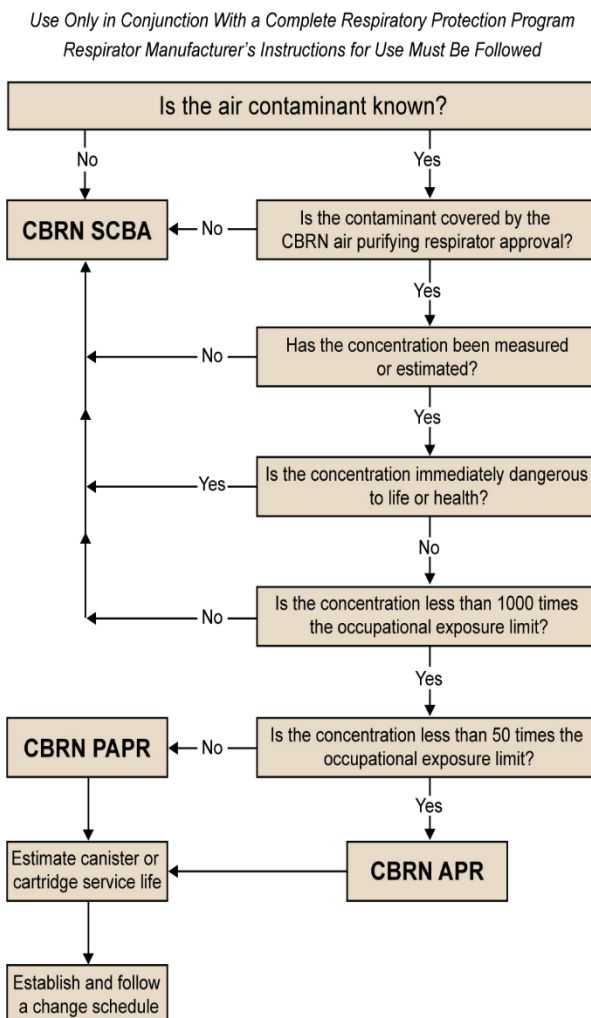 Use Only in Conjunction With a Complete Respiratory Protection Program
Respirator Manufacturer's Instructions for Use Must Be Followed
Is the air contaminant known?
No
Yes
CBRN SCBA
No
Is the contaminant covered by the
CBRN air purifying respirator approval?
Yes
No
Has the concentration been measured
or estimated?
Yes
Yes
Is the concentration immediately dangerous
to life or health?
No
No
Is the concentration less than 1000 times
the occupational exposure limit?
Yes
CBRN PAPR
No
Is the concentration less than 50 times the
occupational exposure limit?
Yes
Estimate canister or
cartridge service life
CBRN APR
Establish and follow
a change schedule